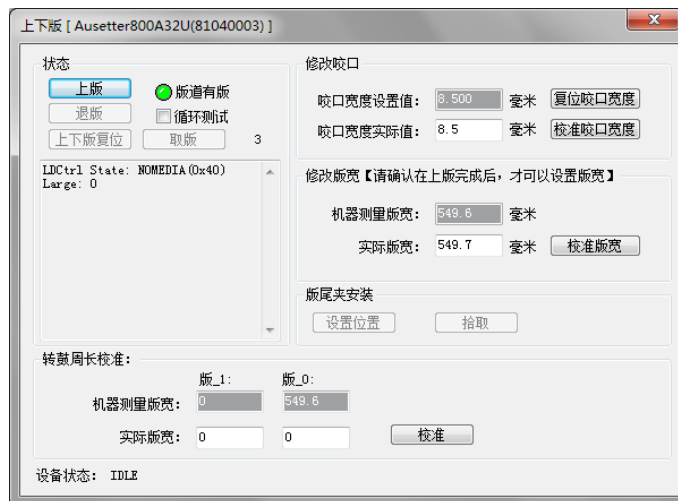 上下版 [ Ausetter800A32U(81040003) ]
状态
上版
版道有版
退版
循环测试
上下版复位
取版
3
LDCtrl State: NOMEDIA(0x40)
Large: 0
修改咬口
咬口宽度设置值: 8.500 毫米 复位咬口宽度
咬口宽度实际值: 8.5 毫米 校准咬口宽度
修改版宽【请确认在上版完成后, 才可以设置版宽】
机器测量版宽: 549.6 毫米
实际版宽: 549.7 毫米 校准版宽
版尾夹安装
设置位置 拾取
转鼓周长校准:
版_1: 版_0:
机器测量版宽: 0 549.6
实际版宽: 0 0 校准
设备状态: IDLE